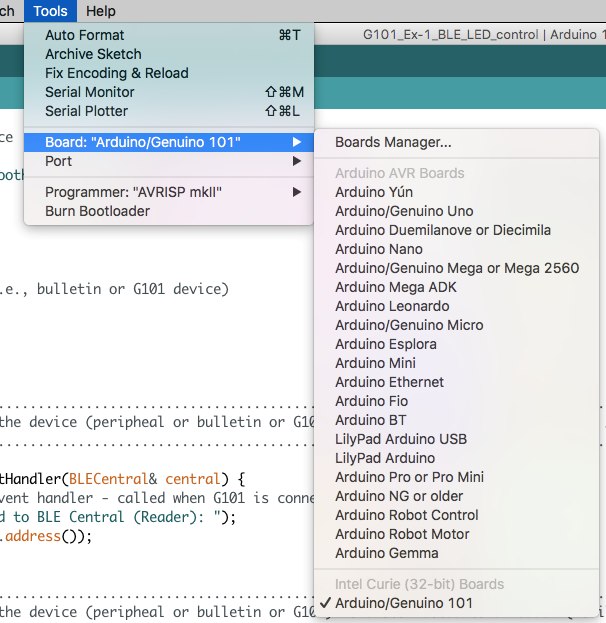 ch Tools Help
G101_Ex-1_BLE_LED_control | Arduino 1
Auto Format ⌘T
Archive Sketch
Fix Encoding & Reload
Serial Monitor ⇧⌘M
Serial Plotter ⇧⌘L
Board: "Arduino/Genuino 101"
Port
Programmer: "AVRISP mkII"
Burn Bootloader
Boards Manager...
Arduino AVR Boards
Arduino Yún
Arduino/Genuino Uno
Arduino Duemilanove or Diecimila
Arduino Nano
Arduino/Genuino Mega or Mega 2560
Arduino Mega ADK
Arduino Leonardo
Arduino/Genuino Micro
Arduino Esplora
Arduino Mini
Arduino Ethernet
Arduino Fio
Arduino BT
LilyPad Arduino USB
LilyPad Arduino
Arduino Pro or Pro Mini
Arduino NG or older
Arduino Robot Control
Arduino Robot Motor
Arduino Gemma
Intel Curie (32-bit) Boards
✓ Arduino/Genuino 101
ce
ooth
.e., bulletin or G101 device)
the device (peripheal or bulletin or G10
tHandler(BLECentral& central) {
vent handler - called when G101 is conne
d to BLE Central (Reader): ");
.address());
the device (peripheal or bulletin or G10